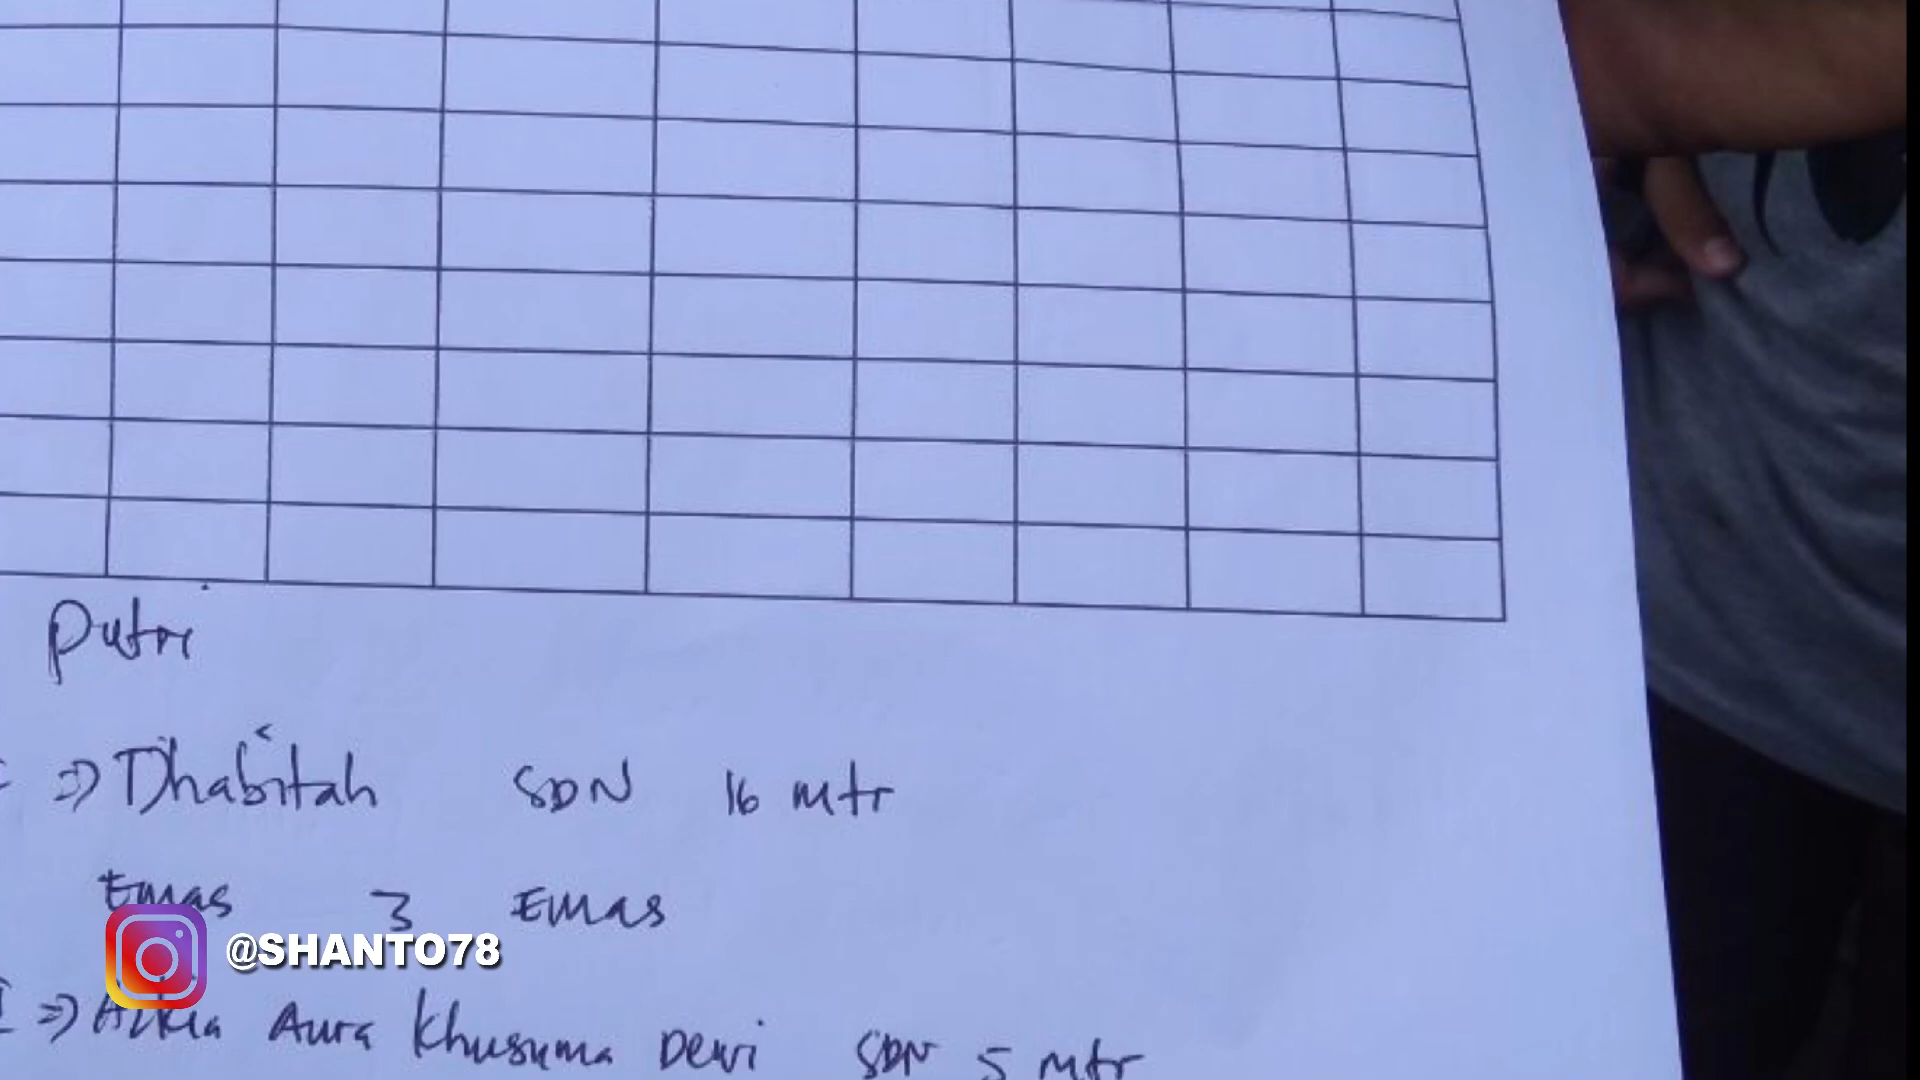 Putri
=> Dhabitah SDN 16 Mtr
Emas 3 Emas
@SHANTO78
=> Aura Khusuma Dewi SDN 5 Mtr